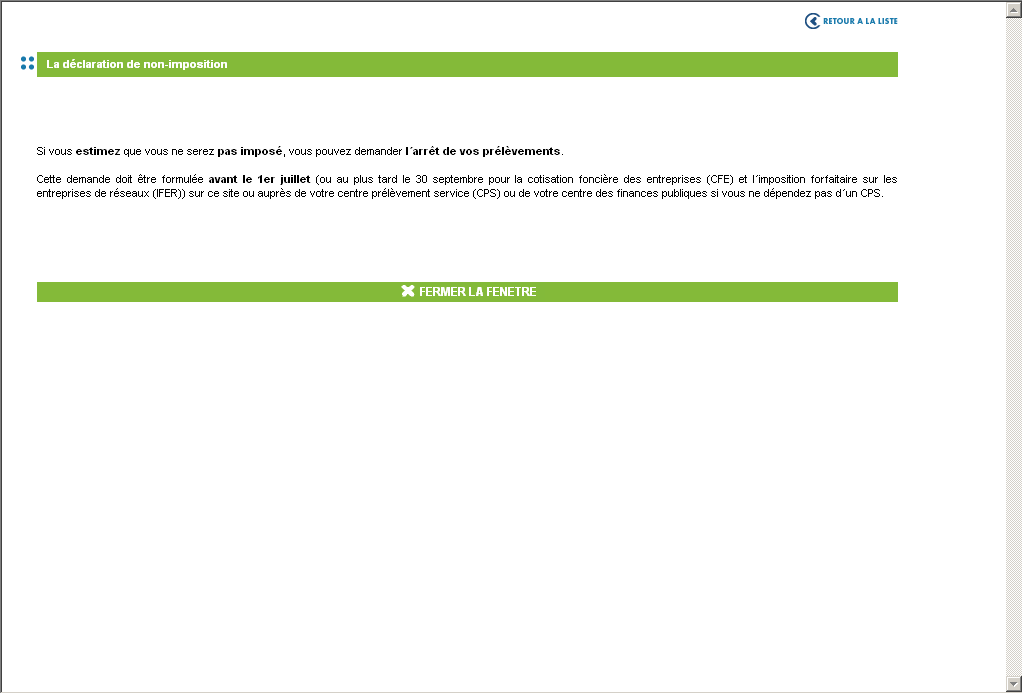 RETOUR A LA LISTE
La déclaration de non-imposition
Si vous estimez que vous ne serez pas imposé, vous pouvez demander l´arrêt de vos prélèvements.
Cette demande doit être formulée avant le 1er juillet (ou au plus tard le 30 septembre pour la cotisation foncière des entreprises (CFE) et l´imposition forfaitaire sur les
entreprises de réseaux (IFER)) sur ce site ou auprès de votre centre prélèvement service (CPS) ou de votre centre des finances publiques si vous ne dépendez pas d´un CPS.
FERMER LA FENETRE